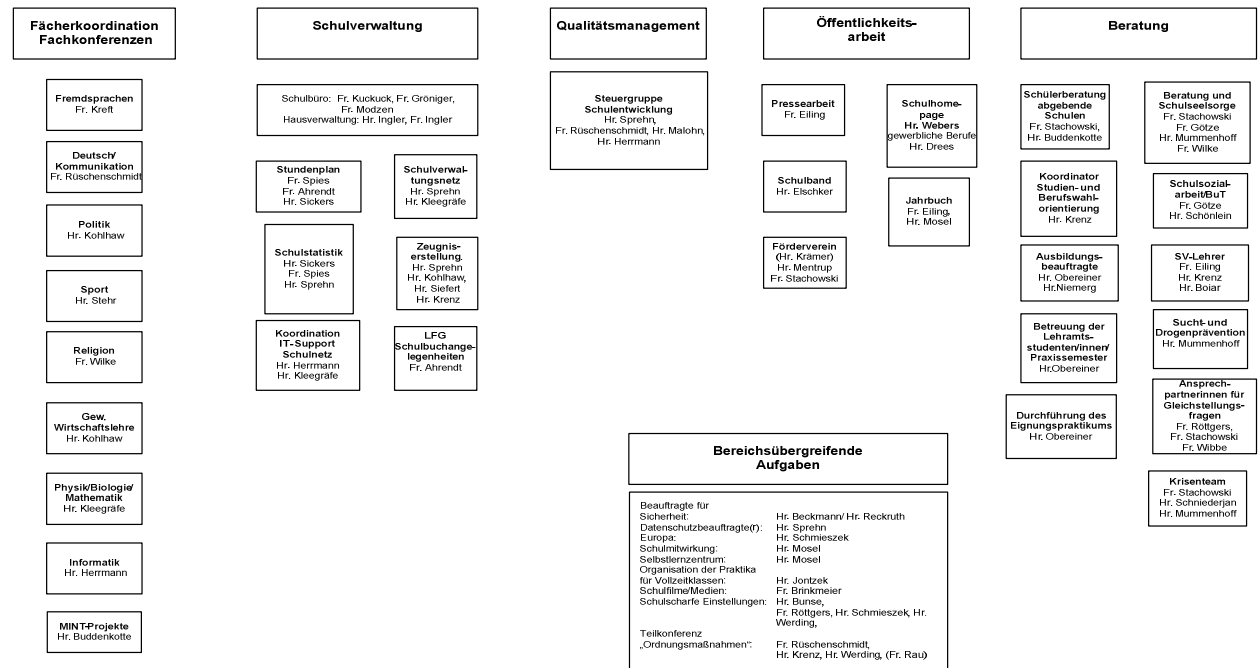 Fächerkoordination
Fachkonferenzen
Fremdsprachen
Fr. Kreft
Deutsch/
Kommunikation
Fr. Rüschenschmidt
Politik
Hr. Kohlhaw
Sport
Hr. Stehr
Religion
Fr. Wilke
Gew.
Wirtschaftslehre
Hr. Kohlhaw
Physik/Biologie/
Mathematik
Hr. Kleegräfe
Informatik
Hr. Herrmann
MINT-Projekte
Hr. Buddenkotte
Schulverwaltung
Schulbüro: Fr. Kuckuck, Fr. Gröniger,
Fr. Modzen
Hausverwaltung: Hr. Ingler, Fr. Ingler
Stundenplan
Fr. Spies
Fr. Ahrendt
Hr. Sickers
Schulverwal-
tungsnetz
Hr. Sprehn
Hr. Kleegräfe
Schulstatistik
Hr. Sickers
Fr. Spies
Hr. Sprehn
Zeugnis-
erstellung.
Hr. Sprehn
Hr. Kohlhaw,
Hr. Siefert
Hr. Krenz
Koordination
IT-Support
Schulnetz
Hr. Herrmann
Hr. Kleegräfe
LFG
Schulbuchange-
legenheiten
Fr. Ahrendt
Qualitätsmanagement
Steuergruppe
Schulentwicklung
Hr. Sprehn,
Fr. Rüschenschmidt, Hr. Malohn,
Hr. Herrmann
Öffentlichkeits-
arbeit
Pressearbeit
Fr. Eiling
Schulhome-
page
Hr. Webers
gewerbliche Berufe
Hr. Drees
Schulband
Hr. Elschker
Jahrbuch
Fr. Eiling,
Hr. Mosel
Förderverein
(Hr. Krämer)
Hr. Mentrup
Fr. Stachowski
Beratung
Schülerberatung
abgebende
Schulen
Fr. Stachowski,
Hr. Buddenkotte
Beratung und
Schulseelsorge
Fr. Stachowski
Fr. Götze
Hr. Mummenhoff
Fr. Wilke
Koordinator
Studien- und
Berufswahl-
orientierung
Hr. Krenz
Schulsozial-
arbeit/BuT
Fr. Götze
Hr. Schönlein
Ausbildungs-
beauftragte
Hr. Obereiner
Hr.Niemerg
SV-Lehrer
Fr. Eiling
Hr. Krenz
Hr. Boiar
Betreuung der
Lehramts-
studenten/innen/
Praxissemester
Hr.Obereiner
Sucht- und
Drogenprävention
Hr. Mummenhoff
Durchführung des
Eignungspraktikums
Hr. Obereiner
Ansprech-
partnerinnen für
Gleichstellungs-
fragen
Fr. Röttgers,
Fr. Stachowski
Fr. Wibbe
Krisenteam
Fr. Stachowski
Hr. Schniederjan
Hr. Mummenhoff
Bereichsübergreifende
Aufgaben
Beauftragte für
Sicherheit: Hr. Beckmann/ Hr. Reckruth
Datenschutzbeauftragte(r): Hr. Sprehn
Europa: Hr. Schmieszek
Schulmitwirkung: Hr. Mosel
Selbstlernzentrum: Hr. Mosel
Organisation der Praktika
für Vollzeitklassen: Hr. Jontzek
Schulfilme/Medien: Fr. Brinkmeier
Schulscharfe Einstellungen: Hr. Bunse,
Fr. Röttgers, Hr. Schmieszek, Hr.
Werding,
Teilkonferenz
„Ordnungsmaßnahmen“: Fr. Rüschenschmidt,
Hr. Krenz, Hr. Werding, (Fr. Rau)